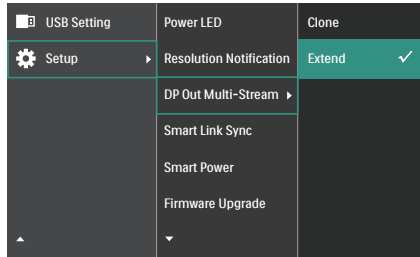 USB Setting
Setup
Power LED
Resolution Notification
DP Out Multi-Stream
Smart Link Sync
Smart Power
Firmware Upgrade
Clone
Extend